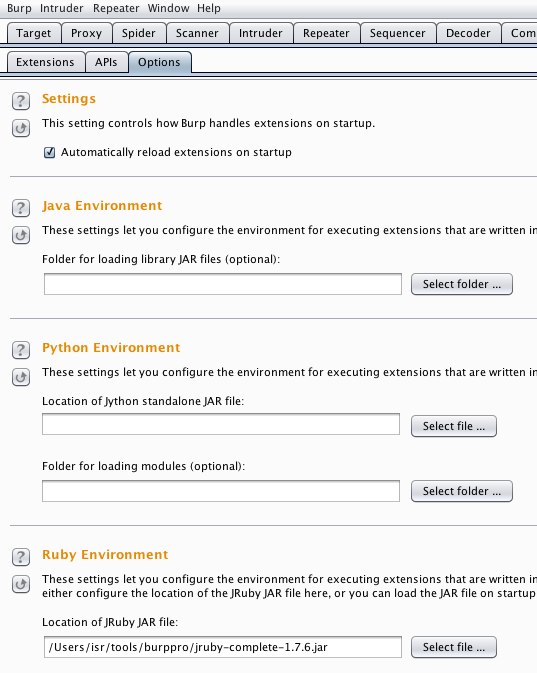 Burp Intruder Repeater Window Help
Target Proxy Spider Scanner Intruder Repeater Sequencer Decoder Com
Extensions APIs Options
? Settings
This setting controls how Burp handles extensions on startup.
Automatically reload extensions on startup
? Java Environment
These settings let you configure the environment for executing extensions that are written in
Folder for loading library JAR files (optional):
Select folder ...
? Python Environment
These settings let you configure the environment for executing extensions that are written in
Location of Jython standalone JAR file:
Select file ...
Folder for loading modules (optional):
Select folder ...
? Ruby Environment
These settings let you configure the environment for executing extensions that are written in
either configure the location of the JRuby JAR file here, or you can load the JAR file on startup
Location of JRuby JAR file:
/Users/isr/tools/burppro/jruby-complete-1.7.6.jar Select file ...